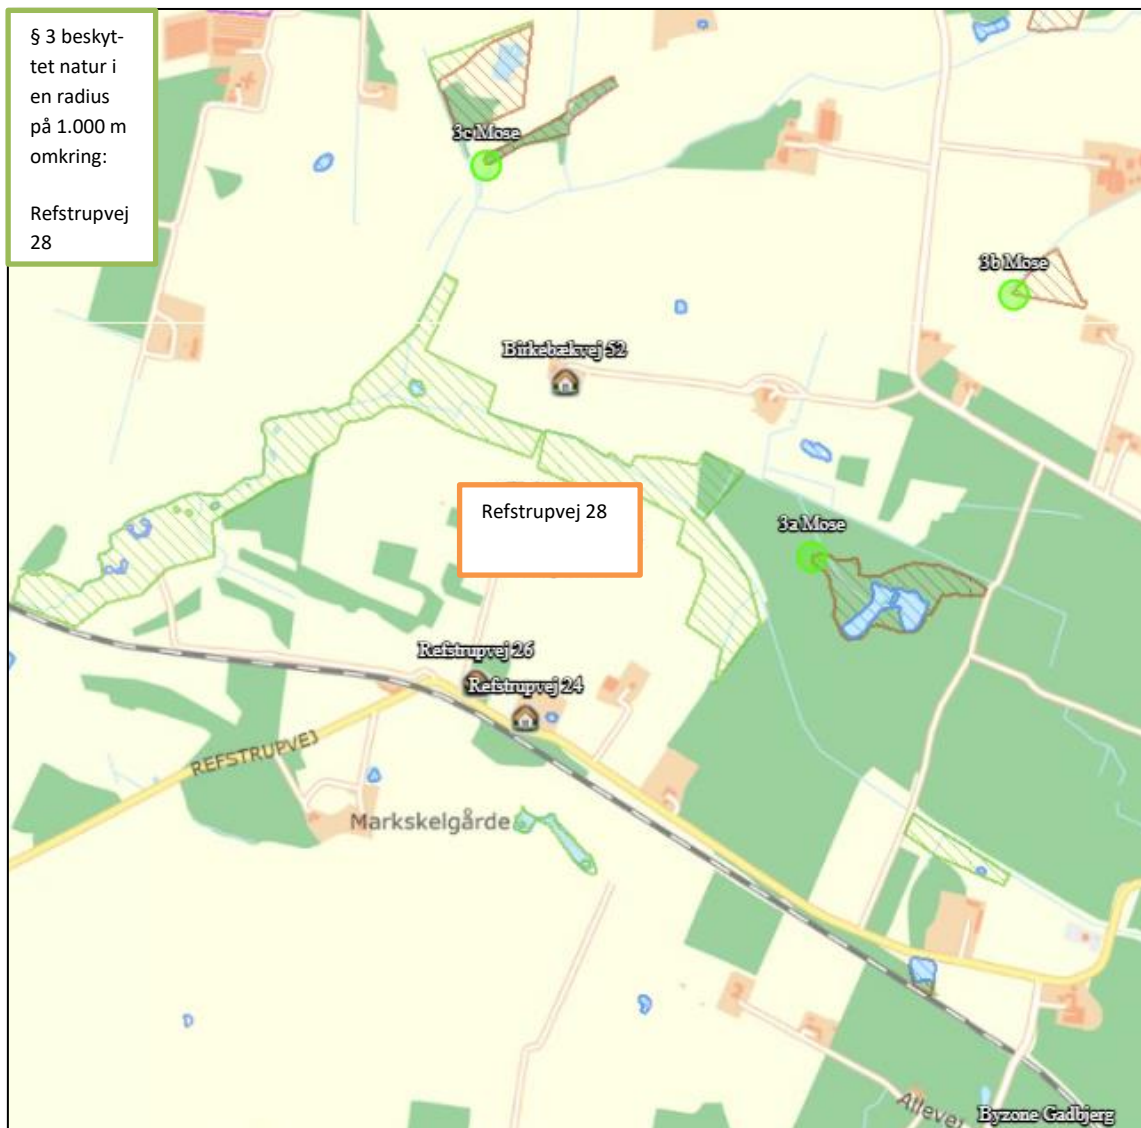 § 3 beskyt-
tet natur i
en radius
på 1.000 m
omkring:
Refstrupvej
28
3c Mose
3b Mose
Birkebækvej 52
Refstrupvej 28
3a Mose
Refstrupvej 26
Refstrupvej 24
REFSTRUPVEJ
Markskelgårde
Allevej
Byzone Gadbjerg